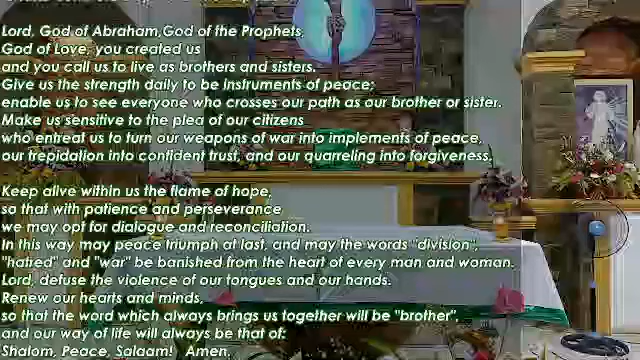 Lord, God of Abraham,God of the Prophets,
God of Love, you created us
and you call us to live as brothers and sisters.
Give us the strength daily to be instruments of peace;
enable us to see everyone who crosses our path as our brother or sister.
Make us sensitive to the plea of our citizens
who entreat us to turn our weapons of war into implements of peace,
our trepidation into confident trust, and our quarreling into forgiveness.
Keep alive within us the flame of hope,
so that with patience and perseverance
we may opt for dialogue and reconciliation.
In this way may peace triumph at last, and may the words "division",
"hatred" and "war" be banished from the heart of every man and woman.
Lord, defuse the violence of our tongues and our hands.
Renew our hearts and minds,
so that the word which always brings us together will be "brother",
and our way of life will always be that of:
Shalom, Peace, Salaam! Amen.